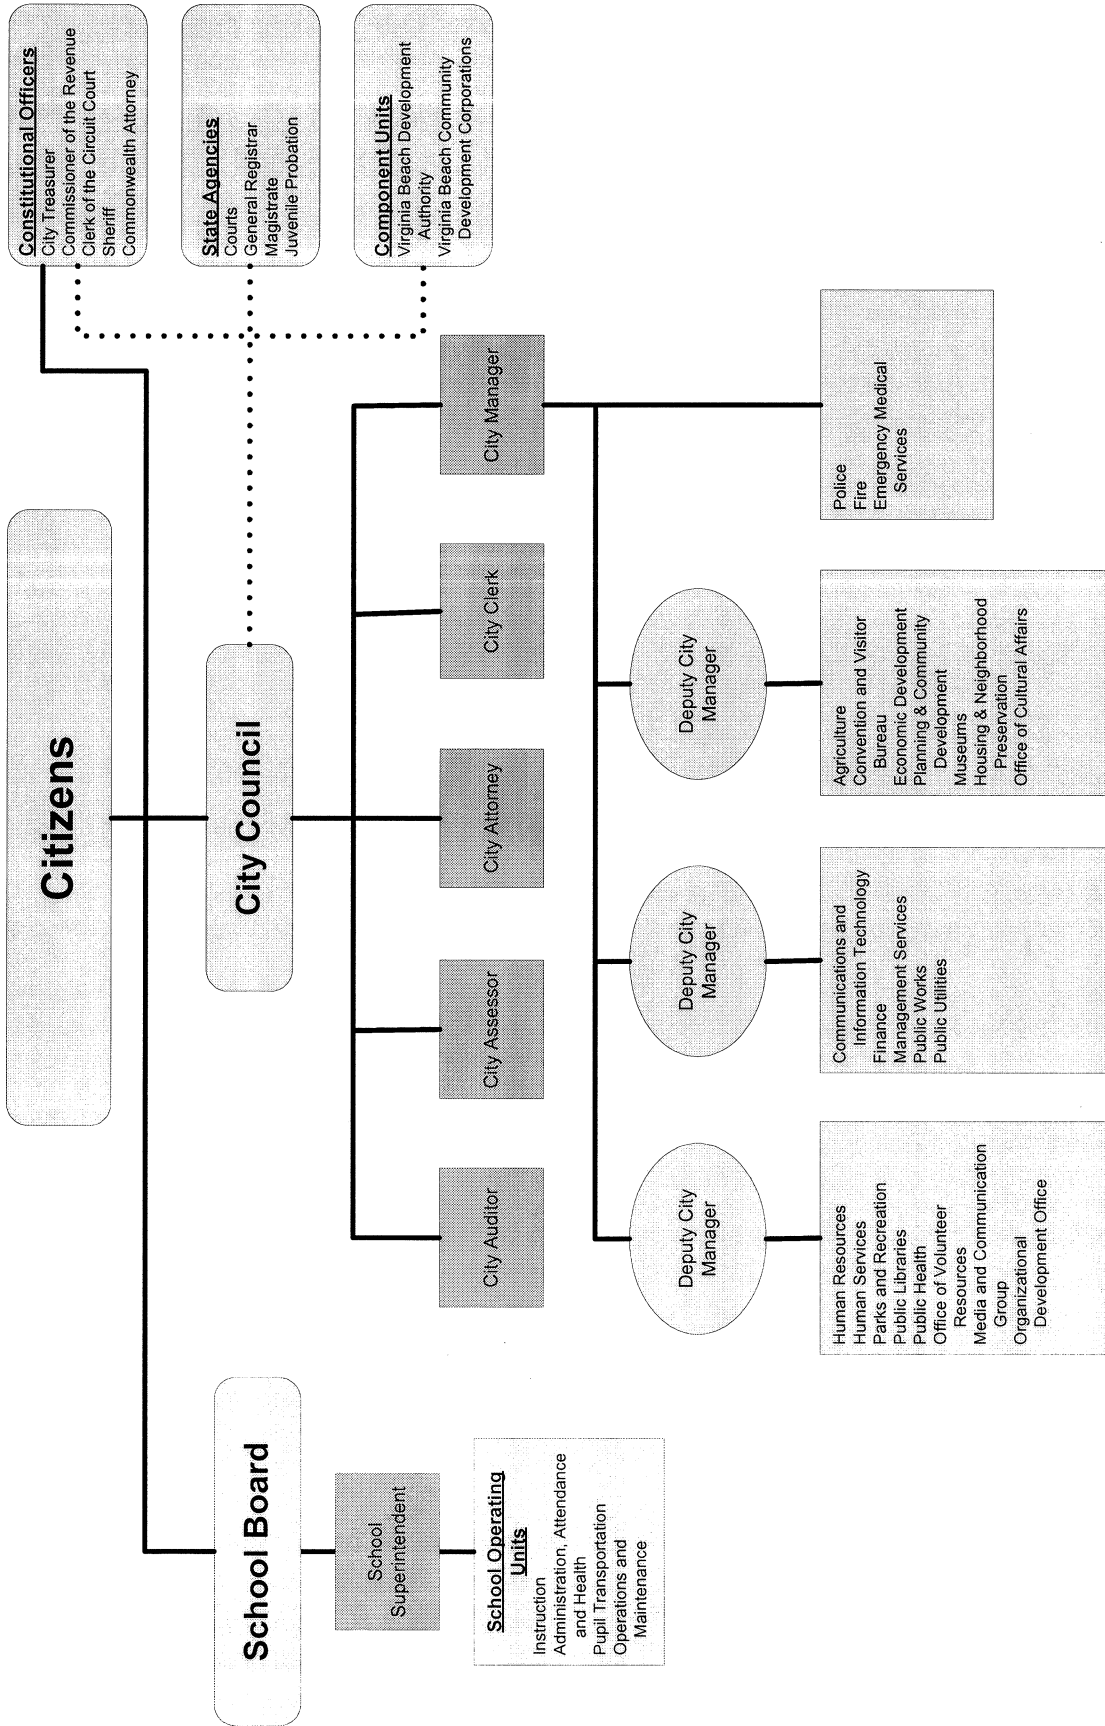 Citizens
Constitutional Officers
City Treasurer
Commissioner of the Revenue
Clerk of the Circuit Court
Sheriff
Commonwealth Attorney
State Agencies
Courts
General Registrar
Magistrate
Juvenile Probation
Component Units
Virginia Beach Development
Authority
Virginia Beach Community
Development Corporations
School Board
City Council
School
Superintendent
School Operating
Units
Instruction
Administration, Attendance
and Health
Pupil Transportation
Operations and
Maintenance
City Auditor
City Assessor
City Attorney
City Clerk
City Manager
Deputy City
Manager
Deputy City
Manager
Deputy City
Manager
Human Resources
Human Services
Parks and Recreation
Public Libraries
Public Health
Office of Volunteer
Resources
Media and Communication
Group
Organizational
Development Office
Communications and
Information Technology
Finance
Management Services
Public Works
Public Utilities
Agriculture
Convention and Visitor
Bureau
Economic Development
Planning & Community
Development
Museums
Housing & Neighborhood
Preservation
Office of Cultural Affairs
Police
Fire
Emergency Medical
Services